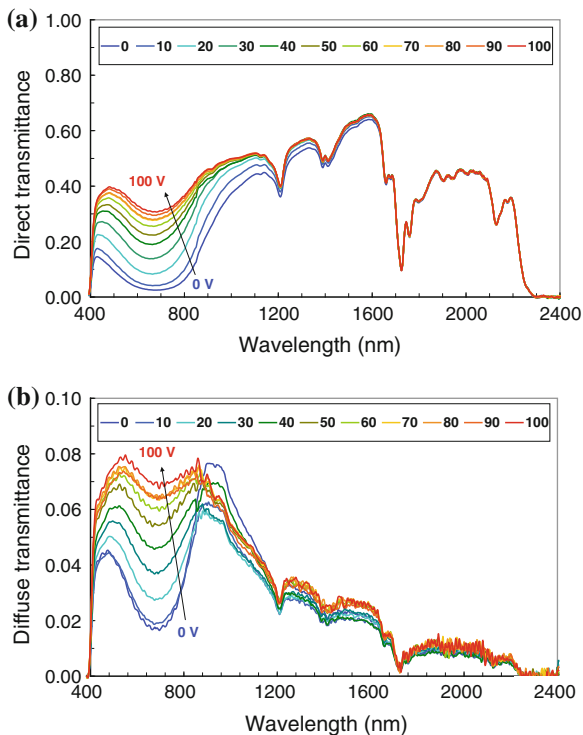 (a)
0 10 20 30 40 50 60 70 80 90 100
1.00
0.80
0.60
0.40
0.20
0.00
Direct transmittance
100 V
0 V
400 800 1200 1600 2000 2400
Wavelength (nm)
(b)
0 10 20 30 40 50 60 70 80 90 100
0.10
0.08
0.06
0.04
0.02
0.00
Diffuse transmittance
100 V
0 V
400 800 1200 1600 2000 2400
Wavelength (nm)